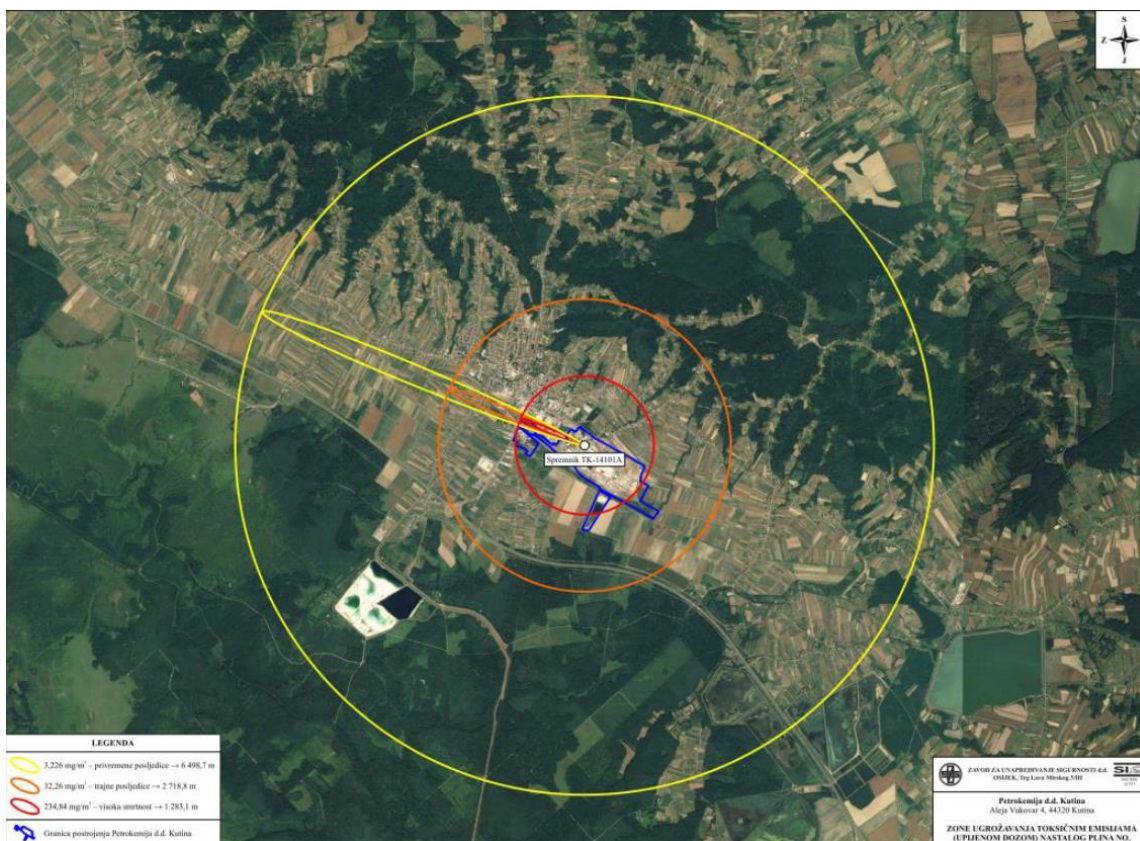 S
Z
J
Spremnik TK-14101A
LEGENDA
3,226 mg/m³ – privremene posljedice → 6 498,7 m
32,26 mg/m³ – trajne posljedice → 2 718,8 m
234,84 mg/m³ – visoka smrtnost → 1 283,1 m
Granica postrojenja Petrokemija d.d. Kutina
ZAVOD ZA UNAPREĐIVANJE SIGURNOSTI d.d.
OSIJEK, Trg Lava Mirskog 3/III
Petrokemija d.d. Kutina
Aleja Vukovar 4, 44320 Kutina
ZONE UGROŽAVANJA TOKSIČNIM EMISIJAMA
(UPIJENOM DOZOM) NASTALOG PLINA NO.